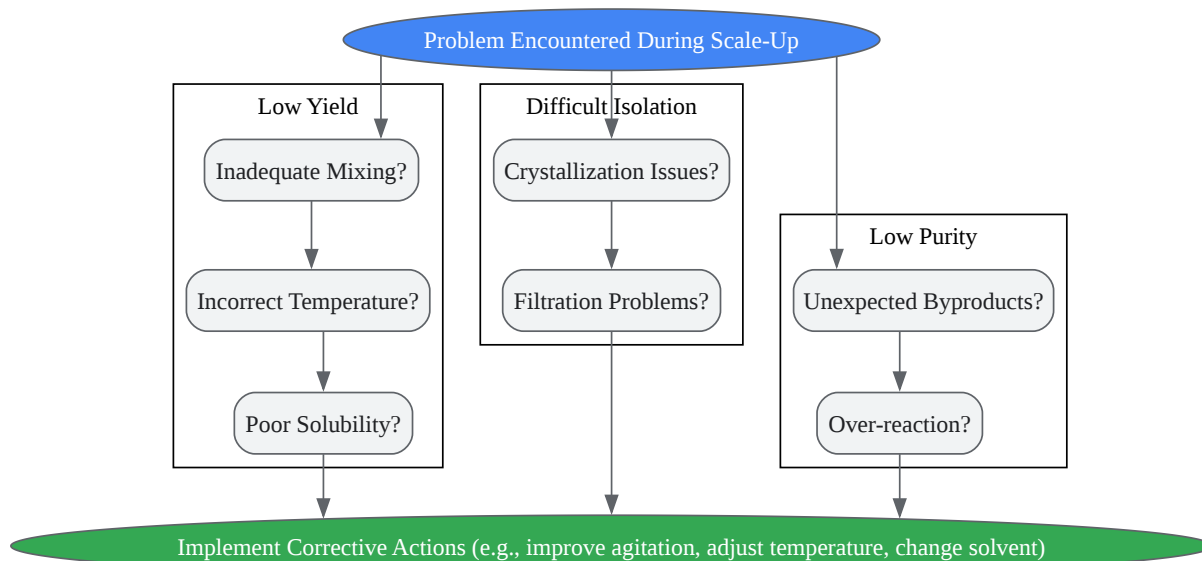 Problem Encountered During Scale-Up
Low Yield
Inadequate Mixing?
Incorrect Temperature?
Poor Solubility?
Difficult Isolation
Crystallization Issues?
Filtration Problems?
Low Purity
Unexpected Byproducts?
Over-reaction?
Implement Corrective Actions (e.g., improve agitation, adjust temperature, change solvent)